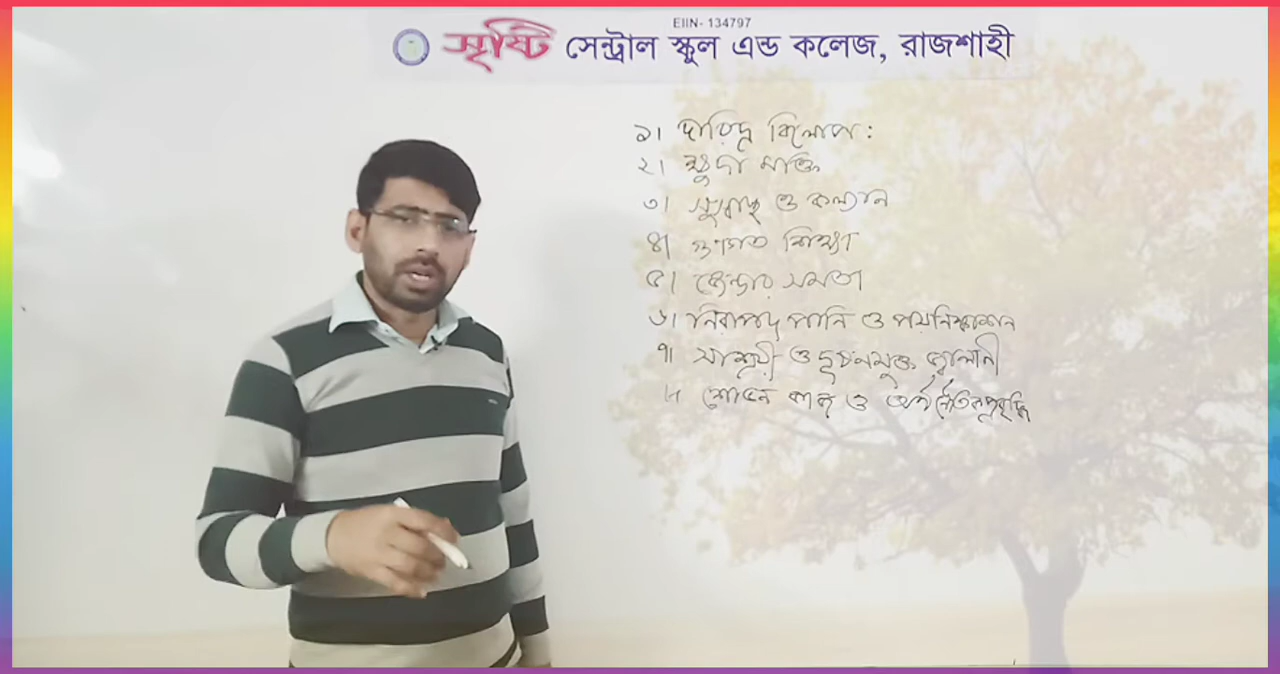 EIIN- 134797
সৃষ্টি সেন্ট্রাল স্কুল এন্ড কলেজ, রাজশাহী
১। দারিদ্র বিলোপ :
২। ক্ষুধা মুক্তি
৩। সুস্বাস্থ ও কল্যান
৪। গুণগত শিক্ষা
৫। জেন্ডার সমতা
৬। নিরাপদ পানি ও পয়নিষ্কাশন
৭। সাশ্রয়ী ও দূষনমুক্ত জ্বালানী
৮। শোভন কাজ ও অর্থনৈতিক প্রবৃদ্ধি